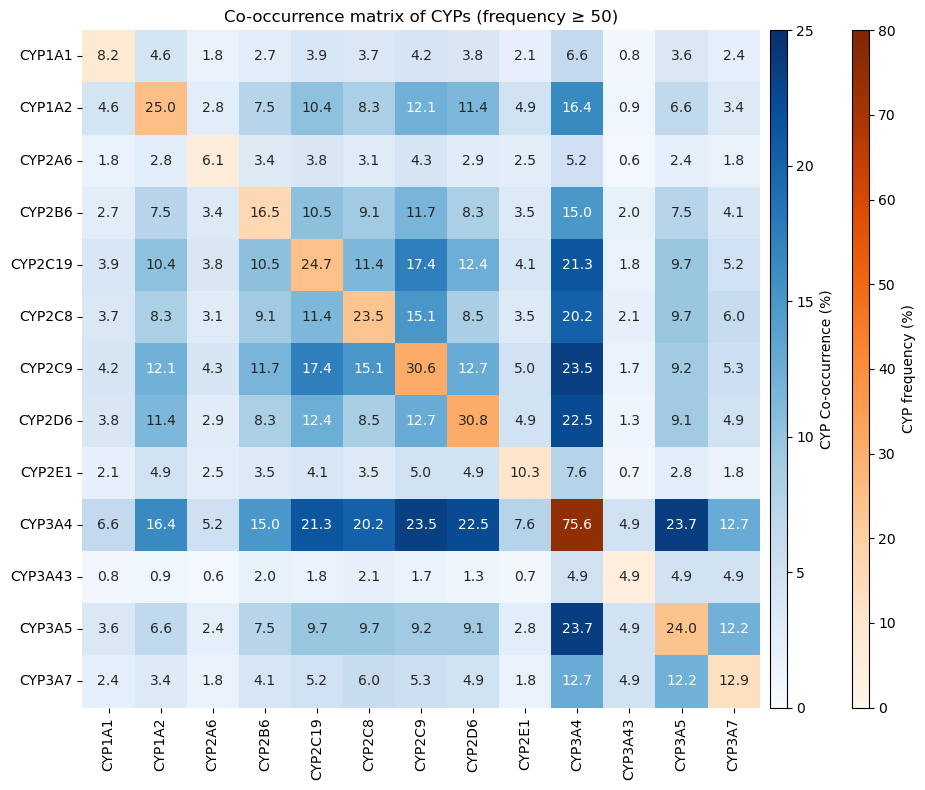 Co-occurrence matrix of CYPs (frequency ≥ 50)
CYP1A1 8.2 4.6 1.8 2.7 3.9 3.7 4.2 3.8 2.1 6.6 0.8 3.6 2.4
CYP1A2 4.6 25.0 2.8 7.5 10.4 8.3 12.1 11.4 4.9 16.4 0.9 6.6 3.4
CYP2A6 1.8 2.8 6.1 3.4 3.8 3.1 4.3 2.9 2.5 5.2 0.6 2.4 1.8
CYP2B6 2.7 7.5 3.4 16.5 10.5 9.1 11.7 8.3 3.5 15.0 2.0 7.5 4.1
CYP2C19 3.9 10.4 3.8 10.5 24.7 11.4 17.4 12.4 4.1 21.3 1.8 9.7 5.2
CYP2C8 3.7 8.3 3.1 9.1 11.4 23.5 15.1 8.5 3.5 20.2 2.1 9.7 6.0
CYP2C9 4.2 12.1 4.3 11.7 17.4 15.1 30.6 12.7 5.0 23.5 1.7 9.2 5.3
CYP2D6 3.8 11.4 2.9 8.3 12.4 8.5 12.7 30.8 4.9 22.5 1.3 9.1 4.9
CYP2E1 2.1 4.9 2.5 3.5 4.1 3.5 5.0 4.9 10.3 7.6 0.7 2.8 1.8
CYP3A4 6.6 16.4 5.2 15.0 21.3 20.2 23.5 22.5 7.6 75.6 4.9 23.7 12.7
CYP3A43 0.8 0.9 0.6 2.0 1.8 2.1 1.7 1.3 0.7 4.9 4.9 4.9 4.9
CYP3A5 3.6 6.6 2.4 7.5 9.7 9.7 9.2 9.1 2.8 23.7 4.9 24.0 12.2
CYP3A7 2.4 3.4 1.8 4.1 5.2 6.0 5.3 4.9 1.8 12.7 4.9 12.2 12.9
CYP1A1 CYP1A2 CYP2A6 CYP2B6 CYP2C19 CYP2C8 CYP2C9 CYP2D6 CYP2E1 CYP3A4 CYP3A43 CYP3A5 CYP3A7
25
20
15
10
5
0
CYP Co-occurrence (%)
80
70
60
50
40
30
20
10
0
CYP frequency (%)